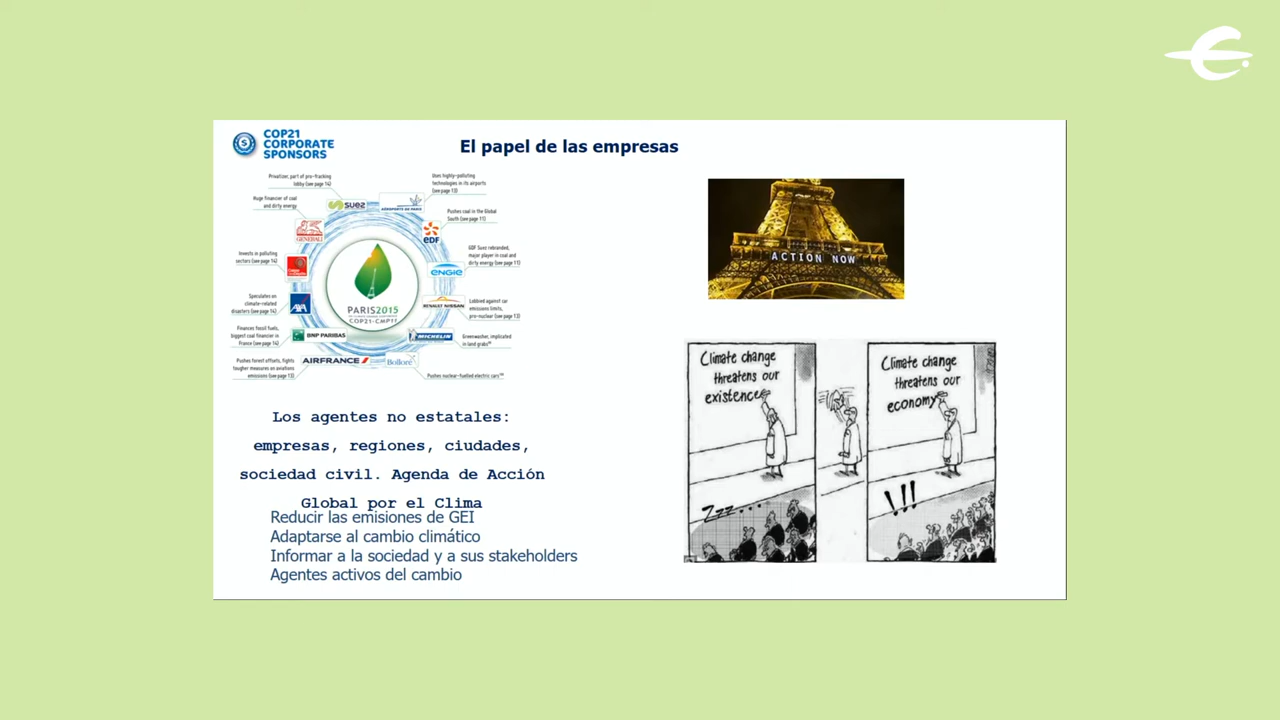 COP21
CORPORATE
SPONSORS
El papel de las empresas
Privatizer, part of pro-fracking
lobby (see page 14)
Uses highly-polluting
technologies in its airports
(see page 13)
Huge financier of coal
and dirty energy
SUEZ
AÉROPORTS DE PARIS
Pushes coal in the Global
South (see page 11)
GENERALI
EDF
Invests in polluting
sectors (see page 14)
GDF Suez rebranded,
major player in coal and
dirty energy (see page 11)
ENGIE
Speculates on
climate-related
disasters (see page 14)
AXA
PARIS2015
COP21-CMP11
RENAULT NISSAN
Lobbied against car
emissions limits,
pro-nuclear (see page 13)
Finances fossil fuels,
biggest coal financier in
France (see page 14)
BNP PARIBAS
MICHELIN
Greenwasher, implicated
in land grabs
Pushes forest offsets, fights
tougher measures on aviations
emissions (see page 13)
AIRFRANCE
Bolloré
Pushes nuclear-fuelled electric cars
ACTION NOW
Los agentes no estatales:
empresas, regiones, ciudades,
sociedad civil. Agenda de Acción
Global por el Clima
Reducir las emisiones de GEI
Adaptarse al cambio climático
Informar a la sociedad y a sus stakeholders
Agentes activos del cambio
Climate change
threatens our
existence
Zzz...
Climate change
threatens our
economy
!!!